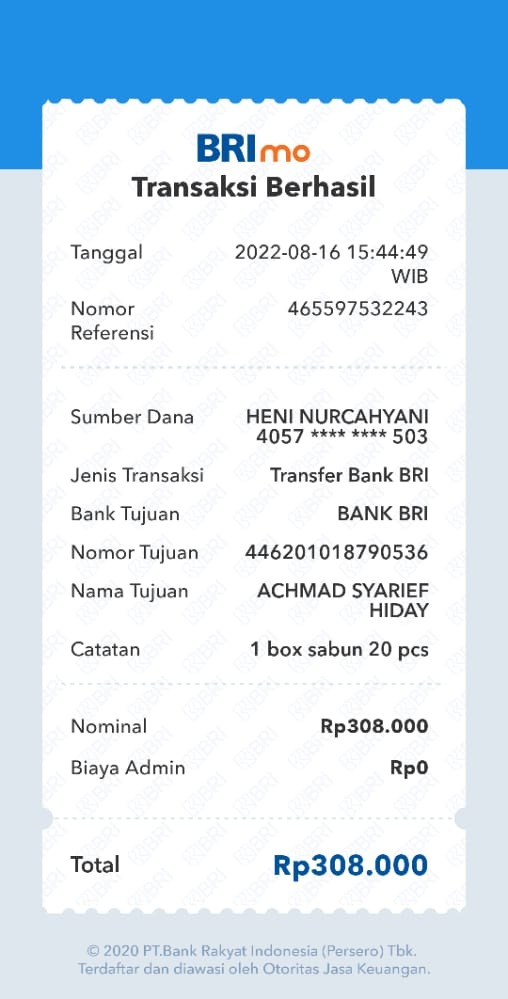 BRImo
Transaksi Berhasil
Tanggal 2022-08-16 15:44:49
WIB
Nomor Referensi 465597532243
Sumber Dana HENI NURCAHYANI
4057 **** **** 503
Jenis Transaksi Transfer Bank BRI
Bank Tujuan BANK BRI
Nomor Tujuan 446201018790536
Nama Tujuan ACHMAD SYARIEF
HIDAY
Catatan 1 box sabun 20 pcs
Nominal Rp308.000
Biaya Admin Rp0
Total Rp308.000
© 2020 PT.Bank Rakyat Indonesia (Persero) Tbk.
Terdaftar dan diawasi oleh Otoritas Jasa Keuangan.